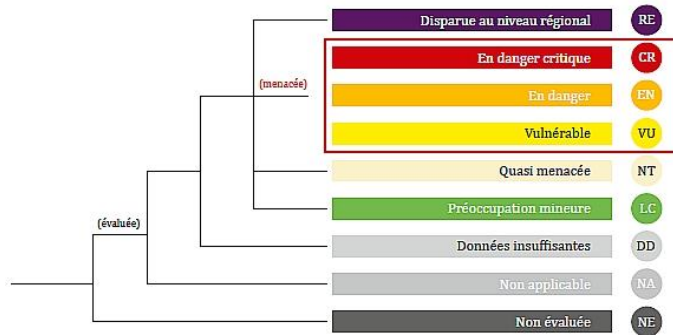 Disparue au niveau régional RE
En danger critique CR
(menacée)
En danger EN
Vulnérable VU
Quasi menacée NT
Préoccupation mineure LC
(évaluée)
Données insuffisantes DD
Non applicable NA
Non évaluée NE